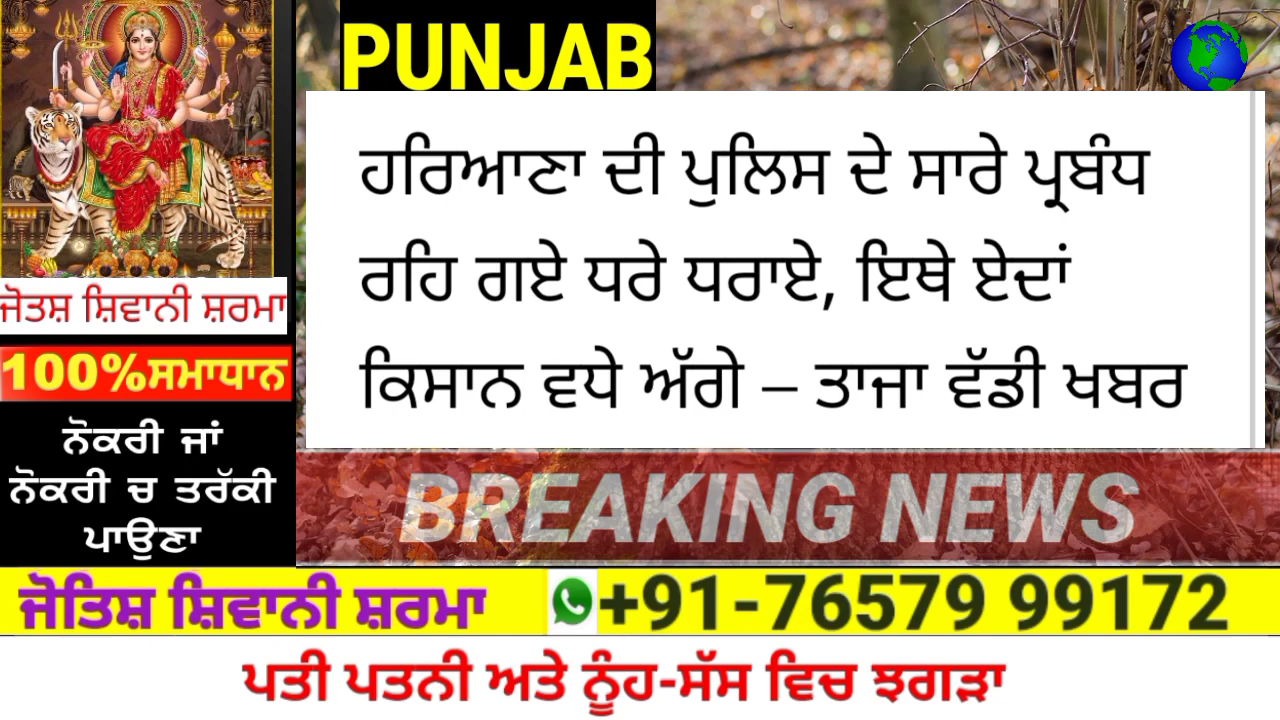 PUNJAB
ਹਰਿਆਣਾ ਦੀ ਪੁਲਿਸ ਦੇ ਸਾਰੇ ਪ੍ਰਬੰਧ
ਰਹਿ ਗਏ ਧਰੇ ਧਰਾਏ, ਇਥੇ ਏਦਾਂ
ਕਿਸਾਨ ਵਧੇ ਅੱਗੇ – ਤਾਜਾ ਵੱਡੀ ਖਬਰ
ਜੋਤਸ਼ ਸ਼ਿਵਾਨੀ ਸ਼ਰਮਾ
100%ਸਮਾਧਾਨ
ਨੋਕਰੀ ਜਾਂ
ਨੋਕਰੀ ਚ ਤਰੱਕੀ
ਪਾਉਣਾ
BREAKING NEWS
ਜੋਤਿਸ਼ ਸ਼ਿਵਾਨੀ ਸ਼ਰਮਾ +91-76579 99172
ਪਤੀ ਪਤਨੀ ਅਤੇ ਨੂੰਹ-ਸੱਸ ਵਿਚ ਝਗੜਾ